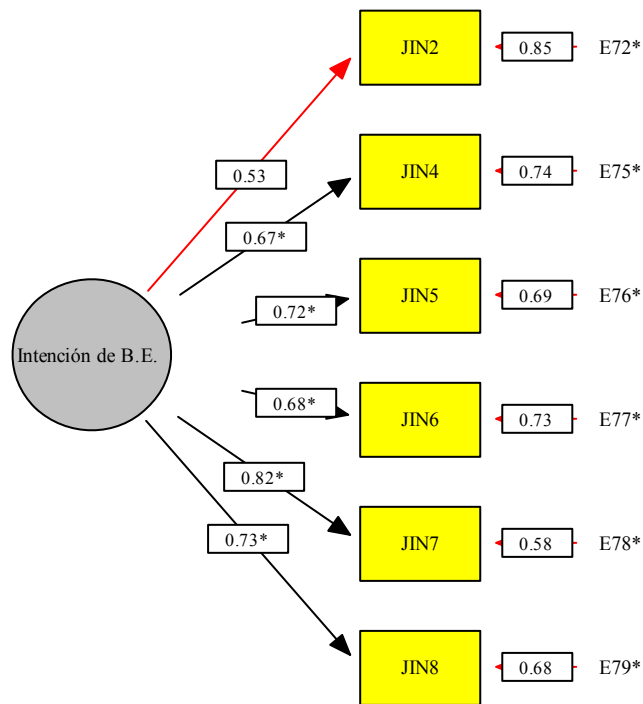 JIN2 0.85 E72*
0.53
JIN4 0.74 E75*
0.67*
JIN5 0.69 E76*
0.72*
Intención de B.E.
0.68*
JIN6 0.73 E77*
0.82*
0.73*
JIN7 0.58 E78*
JIN8 0.68 E79*